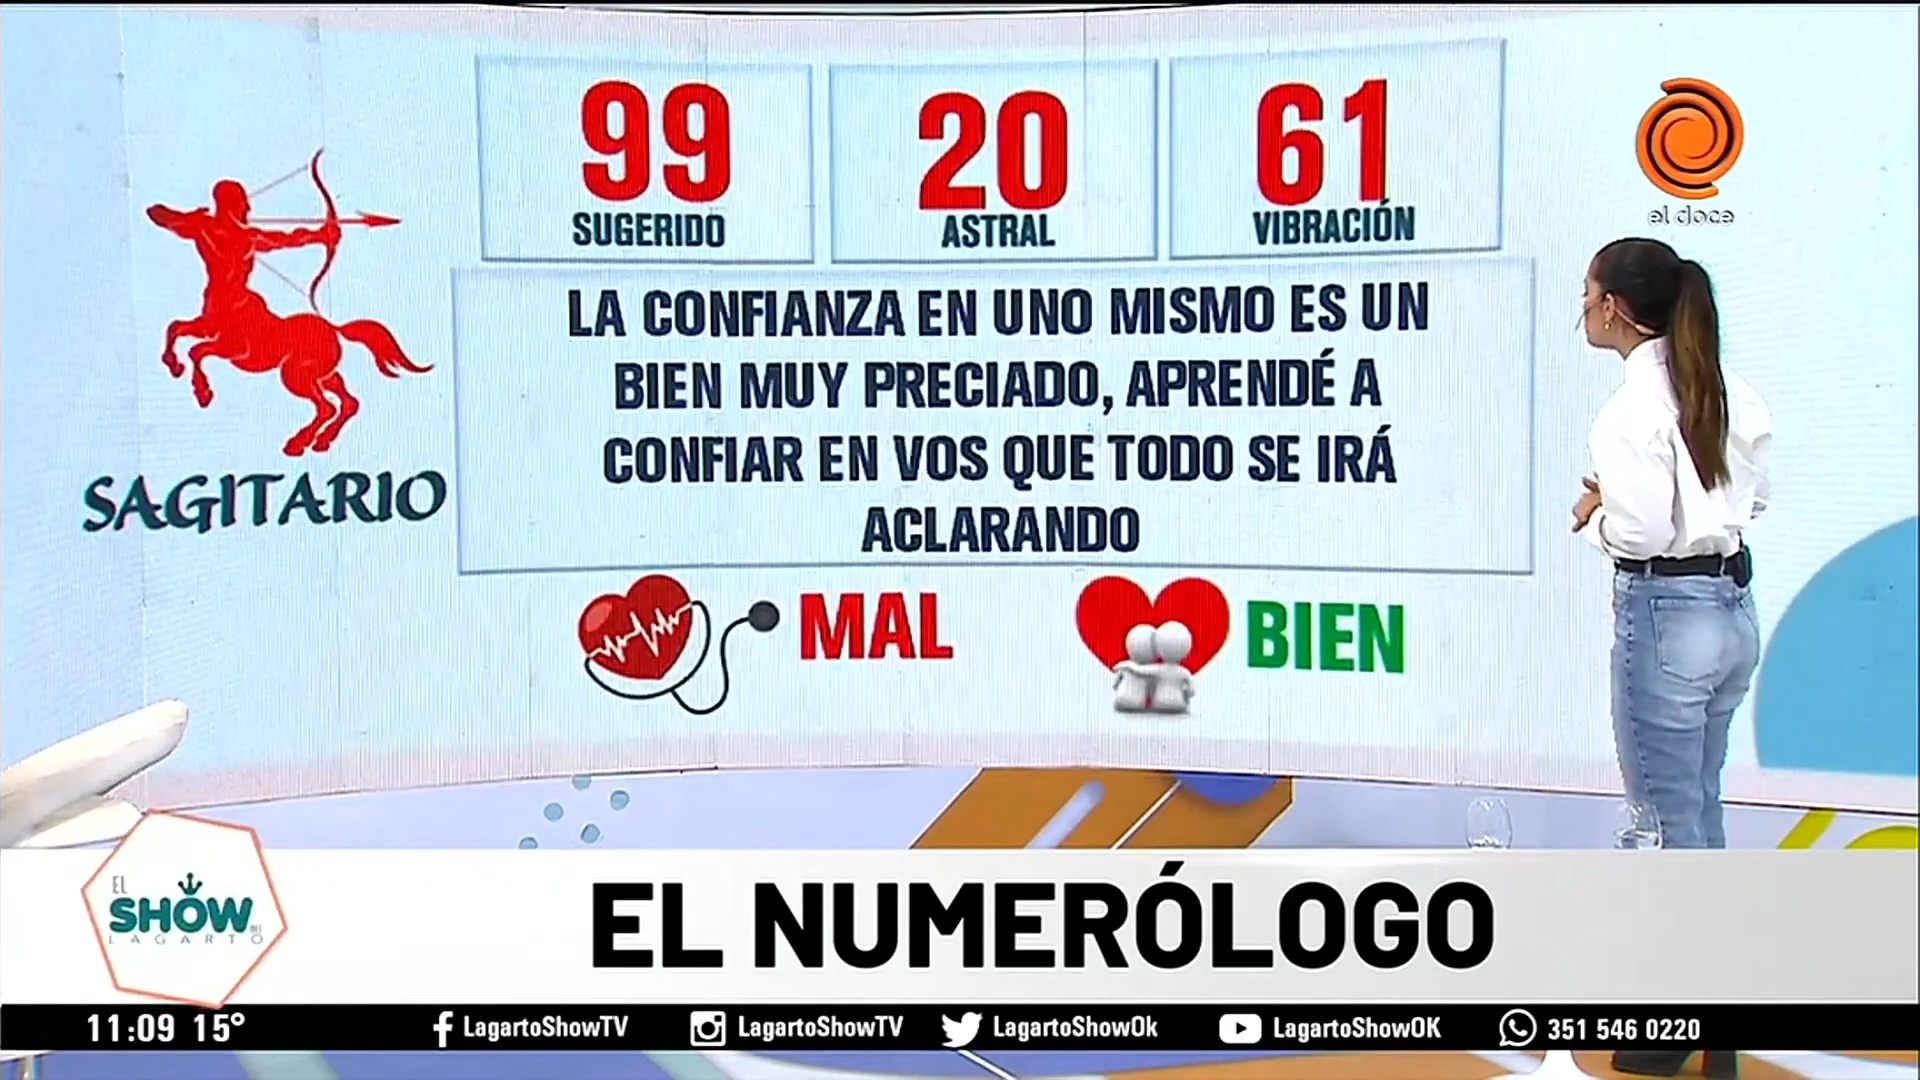 99
SUGERIDO
20
ASTRAL
61
VIBRACIÓN
el doce
SAGITARIO
LA CONFIANZA EN UNO MISMO ES UN
BIEN MUY PRECIADO, APRENDÉ A
CONFIAR EN VOS QUE TODO SE IRÁ
ACLARANDO
MAL
BIEN
EL
SHOW
DEL
LAGARTO
EL NUMERÓLOGO
11:09 15°
LagartoShowTV
LagartoShowTV
LagartoShowOk
LagartoShowOK
351 546 0220